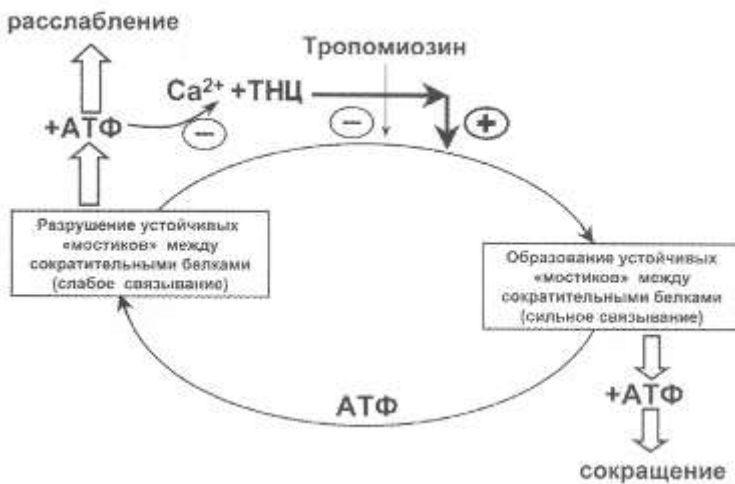 расслабление
Тропомиозин
Ca²⁺ +ТНЦ
+АТФ
−
−
+
Разрушение устойчивых
«мостиков» между
сократительными белками
(слабое связывание)
Образование устойчивых
«мостиков» между
сократительными белками
(сильное связывание)
АТФ
+АТФ
сокращение